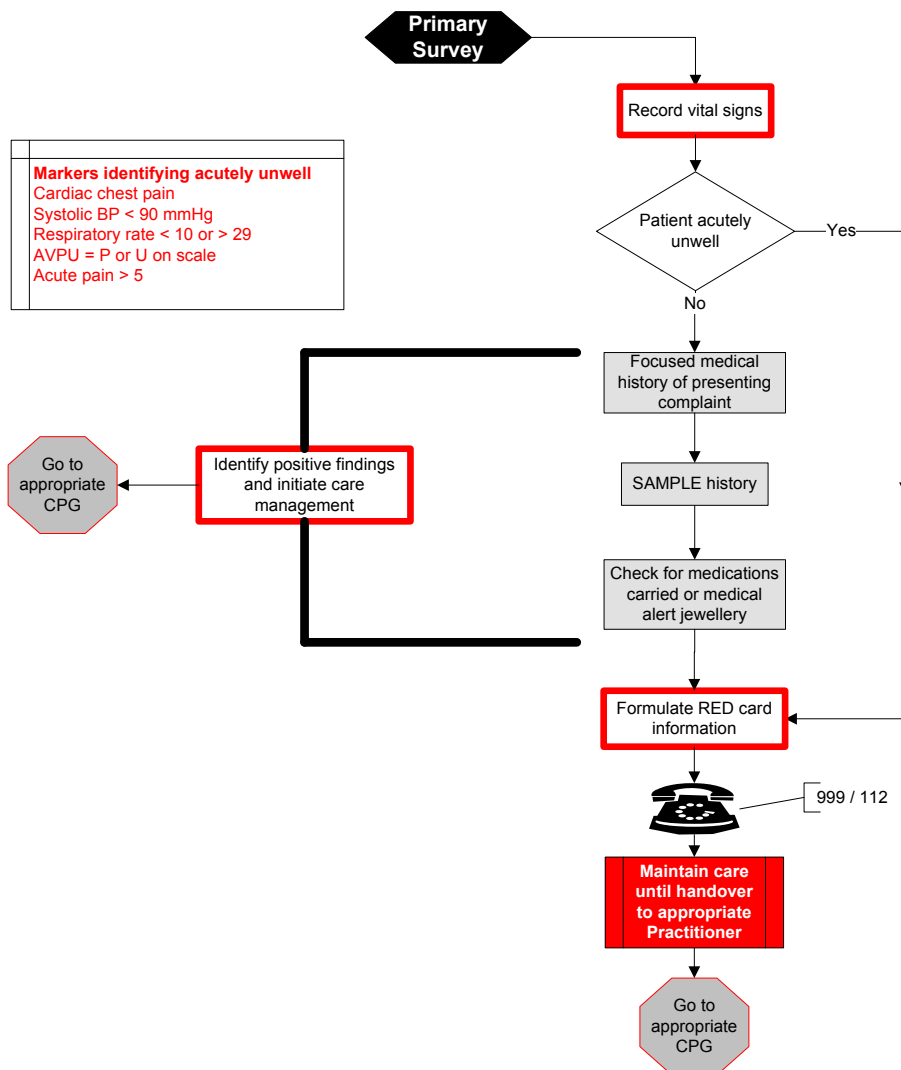 Primary
Survey
Record vital signs
Markers identifying acutely unwell
Cardiac chest pain
Systolic BP < 90 mmHg
Respiratory rate < 10 or > 29
AVPU = P or U on scale
Acute pain > 5
Patient acutely
unwell
Yes
No
Focused medical
history of presenting
complaint
Go to
appropriate
CPG
Identify positive findings
and initiate care
management
SAMPLE history
Check for medications
carried or medical
alert jewellery
Formulate RED card
information
999 / 112
Maintain care
until handover
to appropriate
Practitioner
Go to
appropriate
CPG